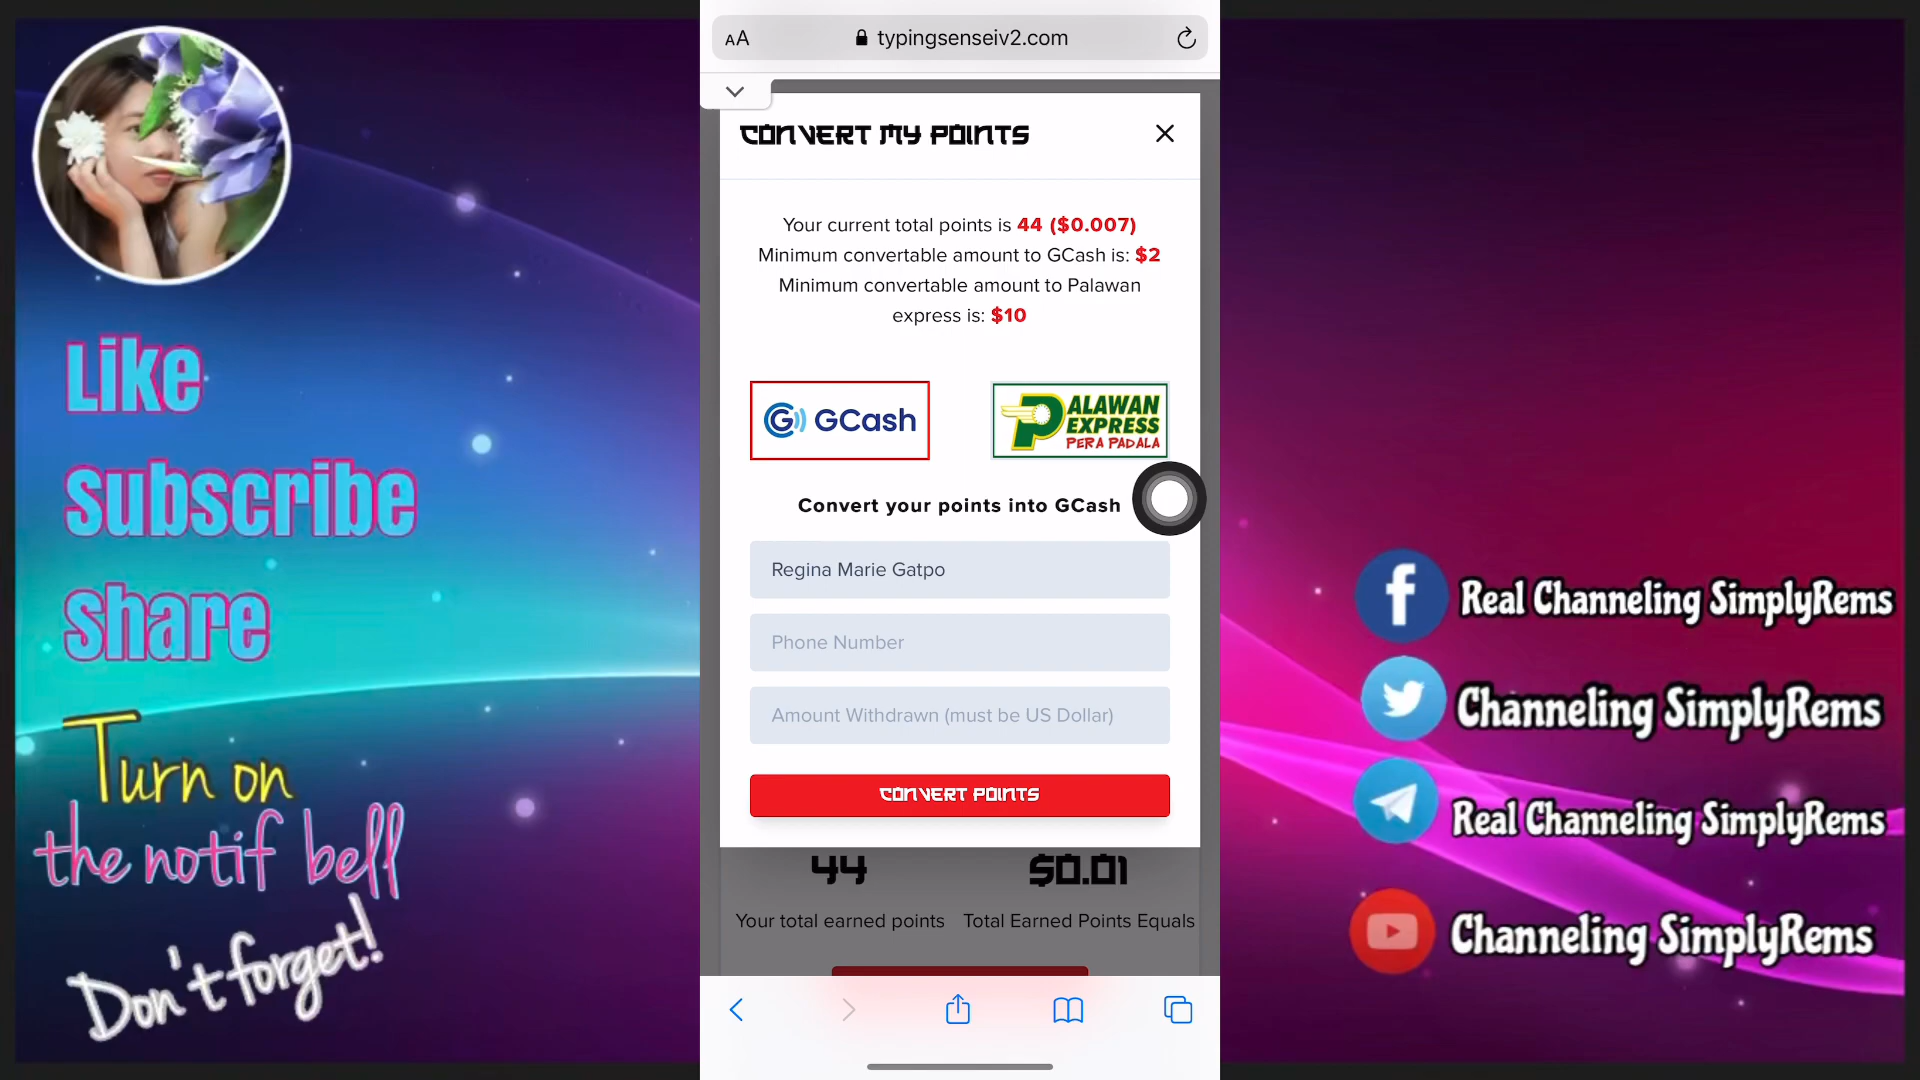 Like
Subscribe
share
Turn on
the notif bell
Don't forget!
AA
typingsenseiv2.com
CONVERT MY POINTS
Your current total points is 44 ($0.007)
Minimum convertable amount to GCash is: $2
Minimum convertable amount to Palawan
express is: $10
G GCash
PALAWAN
EXPRESS
PERA PADALA
Convert your points into GCash
Regina Marie Gatpo
Phone Number
Amount Withdrawn (must be US Dollar)
CONVERT POINTS
44
$0.01
Your total earned points
Total Earned Points Equals
f
Real Channeling SimplyRems
Channeling SimplyRems
Real Channeling SimplyRems
Channeling SimplyRems